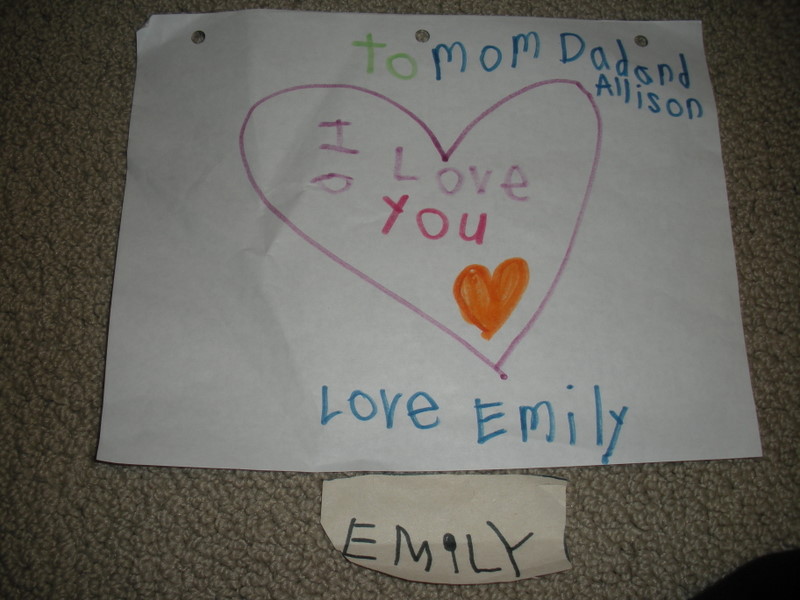 To mom Dad and
Allison
I
o Love
You
Love Emily
EMiLY